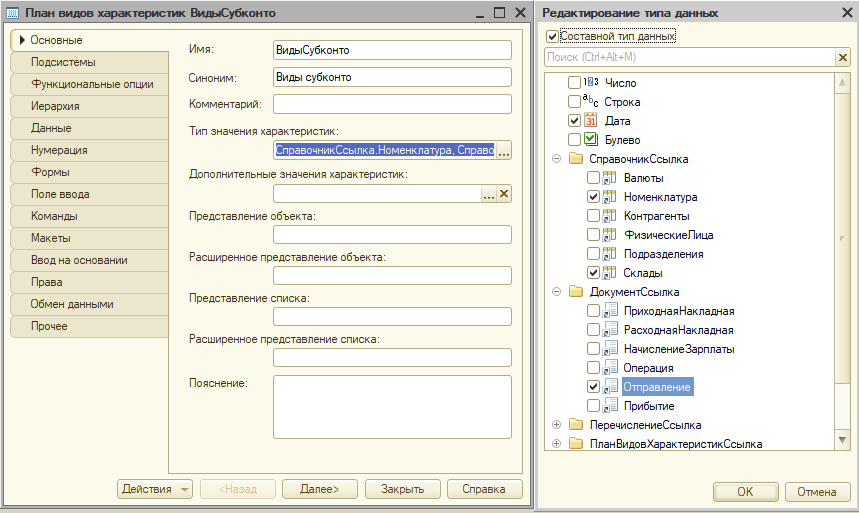 План видов характеристик ВидыСубконто
Основные
Подсистемы
Функциональные опции
Иерархия
Данные
Нумерация
Формы
Поле ввода
Команды
Макеты
Ввод на основании
Права
Обмен данными
Прочее
Имя:
ВидыСубконто
Синоним:
Виды субконто
Комментарий:
Тип значения характеристик:
СправочникСсылка.Номенклатура, Справо
...
Дополнительные значения характеристик:
...
Представление объекта:
Расширенное представление объекта:
Представление списка:
Расширенное представление списка:
Пояснение:
Действия
<Назад
Далее>
Закрыть
Справка
Редактирование типа данных
Составной тип данных
Поиск (Ctrl+Alt+M)
Число
Строка
31 Дата
Булево
СправочникСсылка
Валюты
Номенклатура
Контрагенты
ФизическиеЛица
Подразделения
Склады
ДокументСсылка
ПриходнаяНакладная
РасходнаяНакладная
НачислениеЗарплаты
Операция
Отправление
Прибытие
ПеречислениеСсылка
ПланВидовХарактеристикСсылка
OK
Отмена